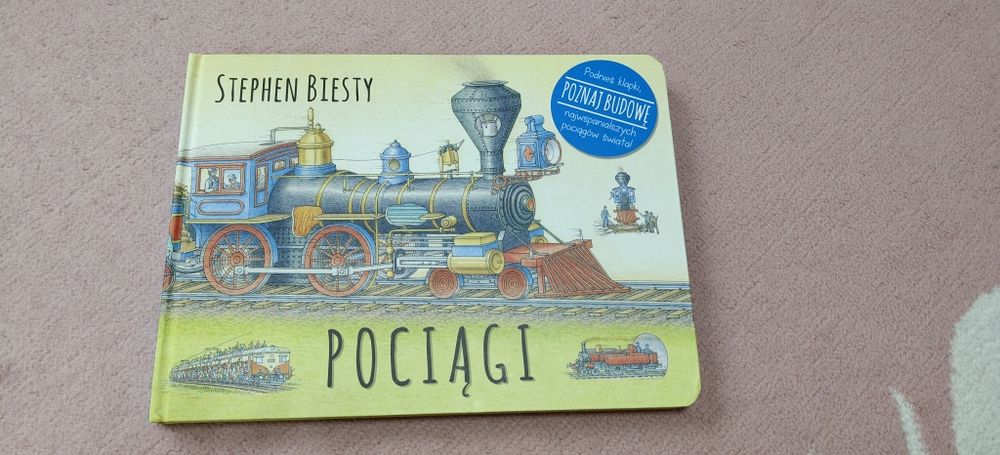 STEPHEN BIESTY
Podnieś klapki,
POZNAJ BUDOWĘ
najwspanialszych
pociągów świata!
POCIĄGI